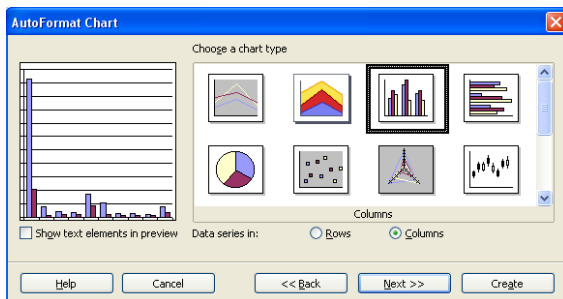 AutoFormat Chart
Choose a chart type
Columns
Show text elements in preview
Data series in:
Rows
Columns
Help
Cancel
<< Back
Next >>
Create